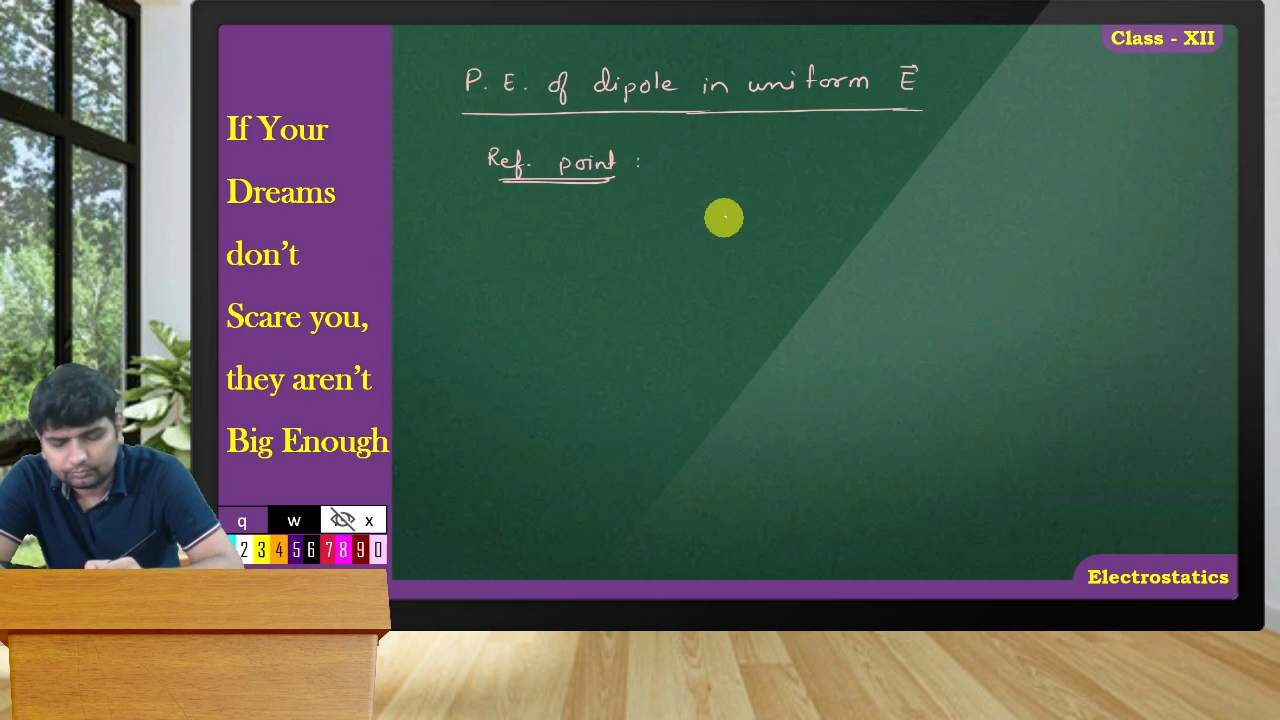 Class - XII
P. E. of dipole in uniform E⃗
Ref. point :
If Your
Dreams
don't
Scare you,
they aren't
Big Enough
q w x
2 3 4 5 6 7 8 9 0
Electrostatics